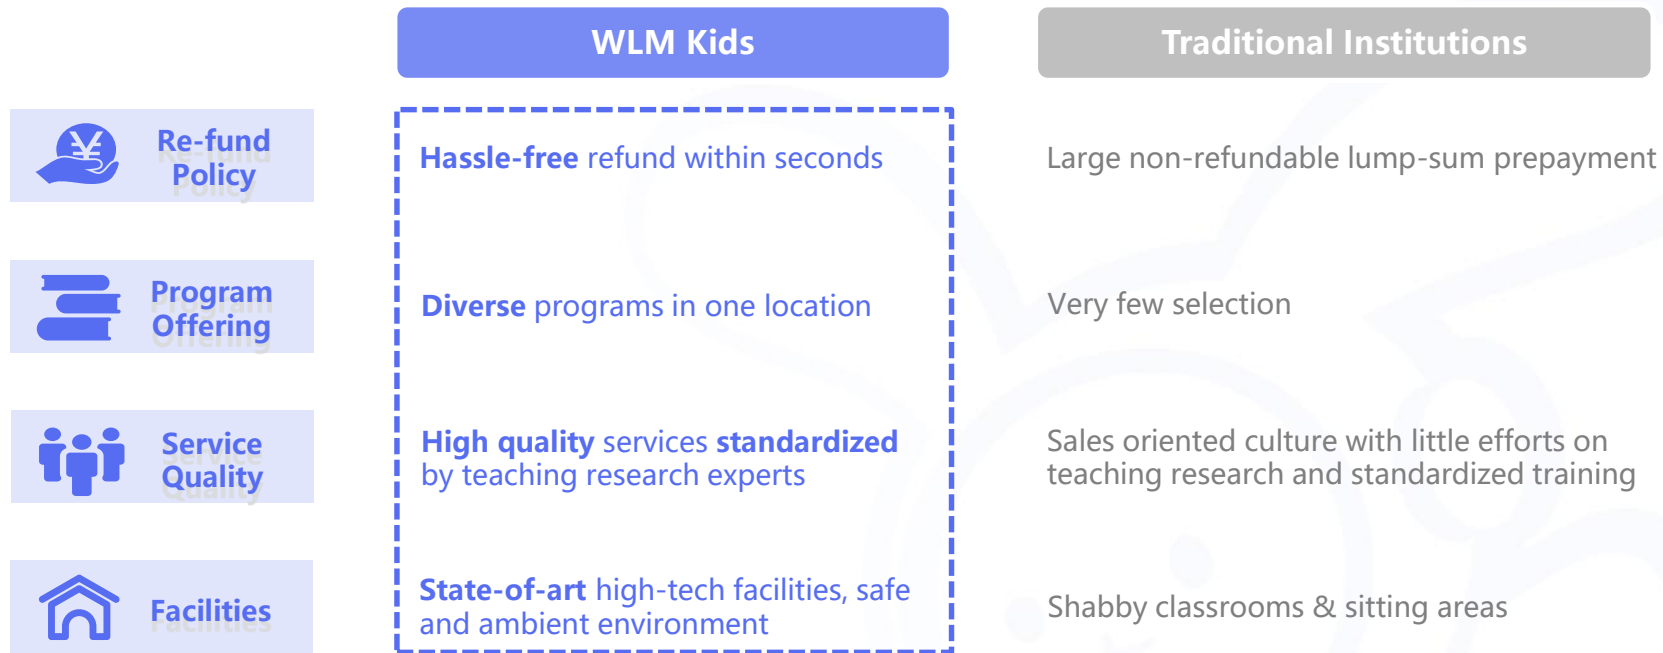 WLM Kids
Traditional Institutions
Re-fund
Policy
Hassle-free refund within seconds
Large non-refundable lump-sum prepayment
Program
Offering
Diverse programs in one location
Very few selection
Service
Quality
High quality services standardized
by teaching research experts
Sales oriented culture with little efforts on
teaching research and standardized training
Facilities
State-of-art high-tech facilities, safe
and ambient environment
Shabby classrooms & sitting areas